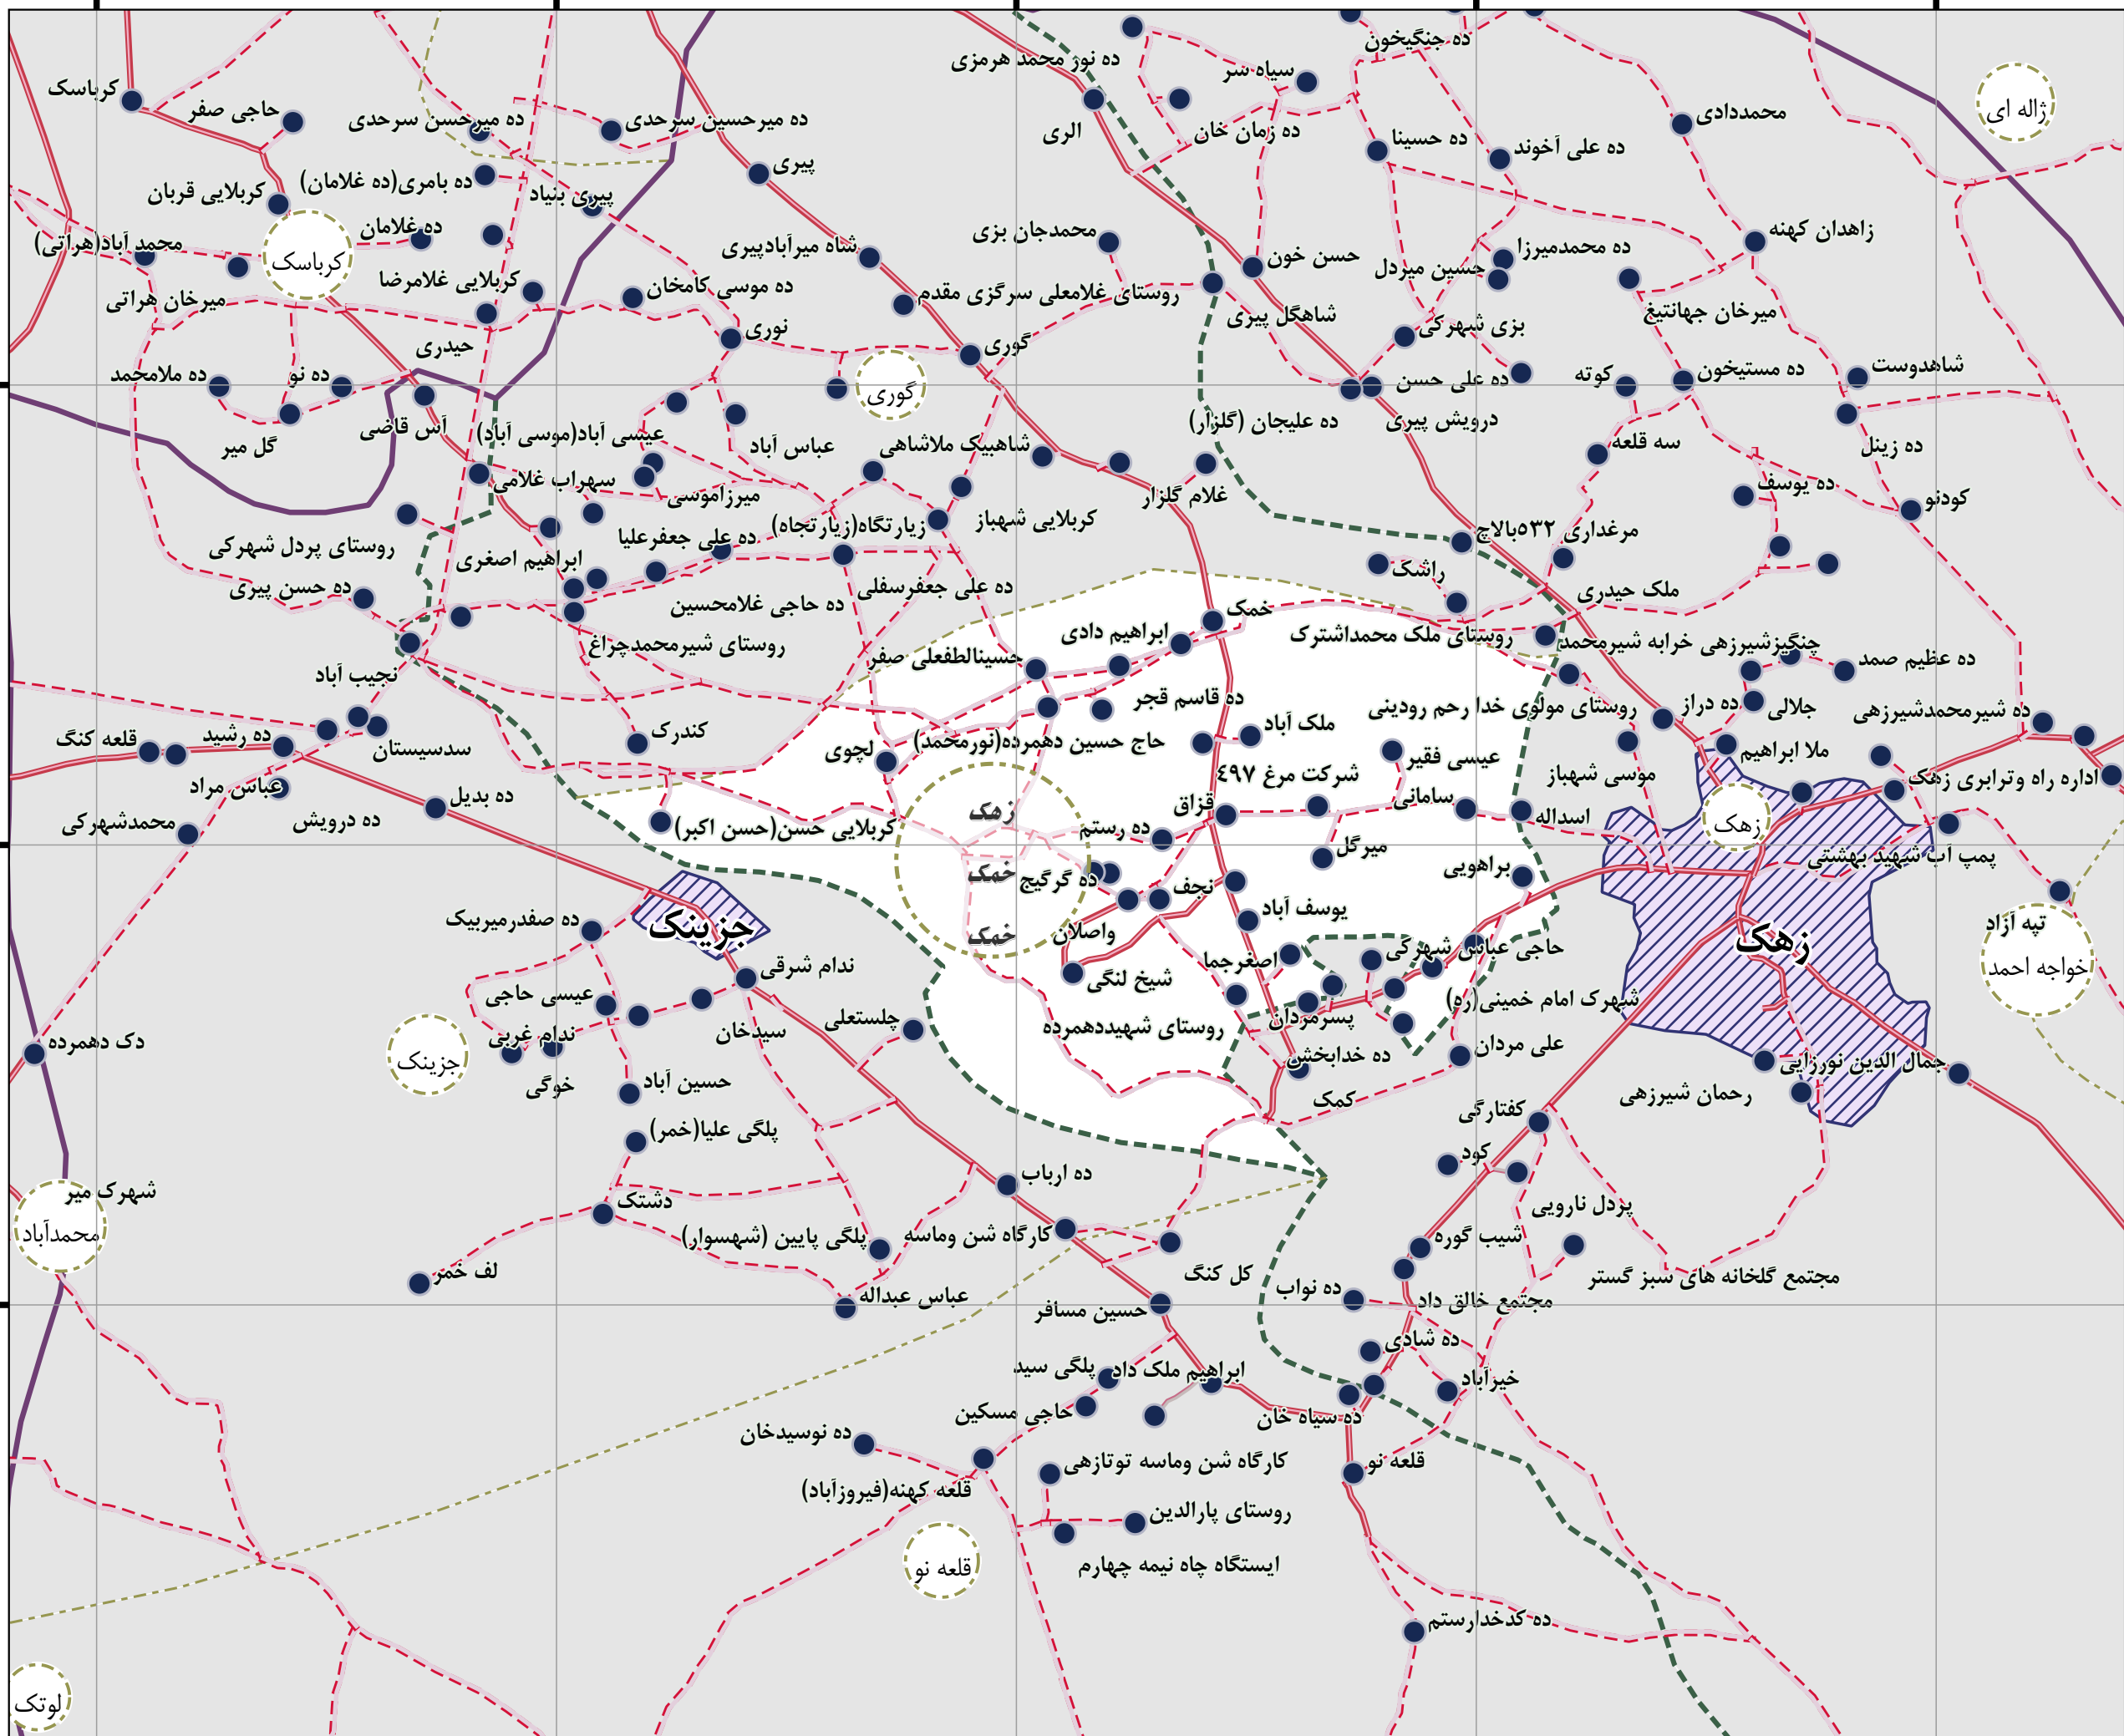 ده جنگیخون
ده نور محمد هرمزی
سیاه سر
کرباسک
حاجی صفر
ده میرحسن سرحدی
ده میرحسین سرحدی
الری
ده زمان خان
ده حسینا
ده علی آخوند
محمددادی
ژاله ای
پیری
کربلایی قربان
ده بامری(ده غلامان)
پیری بنیاد
ده غلامان
محمد آباد(هراتی)
کرباسک
شاه میرآبادپیری
محمدجان بزی
حسن خون
ده محمدمیرزا
حسین میردل
زاهدان کهنه
میرخان هراتی
کربلایی غلامرضا
ده موسی کامخان
روستای غلامعلی سرگزی مقدم
شاهگل پیری
بزی شهرکی
میرخان جهانتیغ
حیدری
نوری
گوری
ده ملامحمد
ده نو
گوری
ده علی حسن
کوته
ده مستیخون
شاهدوست
گل میر
آس قاضی
عیسی آباد(موسی آباد)
عباس آباد
شاهبیک ملاشاهی
ده علیجان (گلزار)
درویش پیری
سه قلعه
ده زینل
سهراب غلامی
میرزاموسی
غلام گلزار
ده یوسف
کودنو
روستای پردل شهرکی
ابراهیم اصغری
ده علی جعفرعلیا
زیارتگاه(زیارتجاه)
کربلایی شهباز
مرغداری ۵۳۲بالاچ
ده حسن پیری
ده حاجی غلامحسین
ده علی جعفرسفلی
راشگ
ملک حیدری
خمک
نجیب آباد
روستای شیرمحمدچراغ
حسینالطفعلی صفر
ابراهیم دادی
روستای ملک محمداشترک
چنگیزشیرزهی خرابه شیرمحمد
ده عظیم صمد
ده قاسم قجر
روستای مولوی خدا رحم رودینی
ده دراز
جلالی
ده شیرمحمدشیرزهی
قلعه کنگ
ده رشید
سدسیستان
کندرک
لچوی
حاج حسین دهمرده(نورمحمد)
ملک آباد
عیسی فقیر
ملا ابراهیم
عباس مراد
ده درویش
ده بدیل
شرکت مرغ ۴۹۷
موسی شهباز
اداره راه وترابری زهک
محمدشهرکی
کربلایی حسن(حسن اکبر)
زهک
قزاق
ده رستم
سامانی
اسداله
زهک
خمک
ده گرگیج
میرگل
براهویی
پمپ آب شهید بهشتی
نجف
ده صفدرمیربیک
جزینک
خمک
واصلان
یوسف آباد
حاجی عباس شهرکی
زهک
تپه آزاد
خواجه احمد
عیسی حاجی
ندام شرقی
شیخ لنگی
اصغرجما
شهرک امام خمینی(ره)
دک دهمرده
جزینک
ندام غربی
سیدخان
چلستعلی
روستای شهیددهمرده
پسرمردان
ده خدابخش
علی مردان
خوگی
حسین آباد
کمک
کفتارگی
رحمان شیرزهی
جمال الدین نورزایی
پلگی علیا(خمر)
کود
شهرک میر
محمدآباد
دشتک
ده ارباب
پردل نارویی
پلگی پایین (شهسوار)
کارگاه شن وماسه
شیب گوره
لف خمر
کل کنگ
ده نواب
مجتمع گلخانه های سبز گستر
عباس عبداله
حسین مسافر
مجتمع خالق داد
ده شادی
پلگی سید
ابراهیم ملک داد
خیرآباد
حاجی مسکین
ده سیاه خان
ده نوسیدخان
قلعه کهنه(فیروزآباد)
کارگاه شن وماسه توتازهی
قلعه نو
روستای پارالدین
قلعه نو
ایستگاه چاه نیمه چهارم
ده کدخدارستم
لوتک